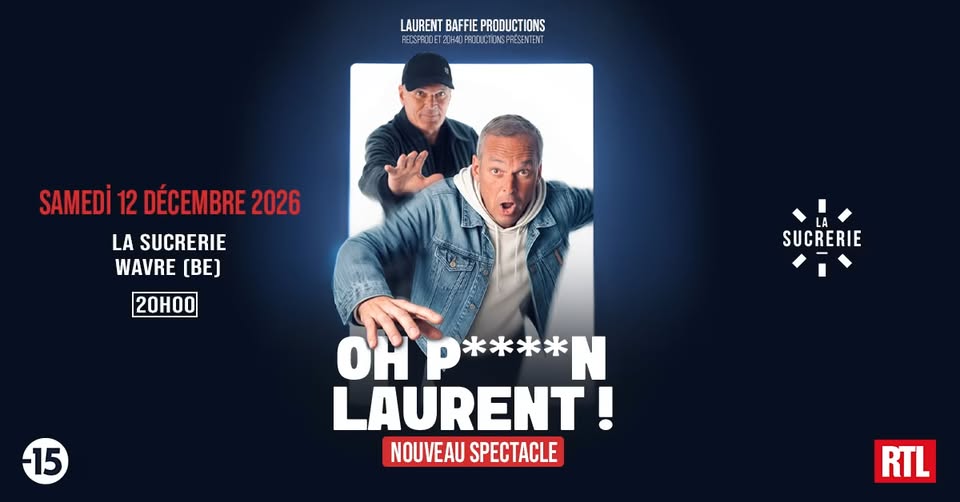 LAURENT BAFFIE PRODUCTIONS
RECSPROD ET 20H40 PRODUCTIONS PRÉSENTENT
SAMEDI 12 DÉCEMBRE 2026
LA SUCRERIE
WAVRE (BE)
20H00
LA
SUCRERIE
OH P****N
LAURENT !
NOUVEAU SPECTACLE
-15
RTL